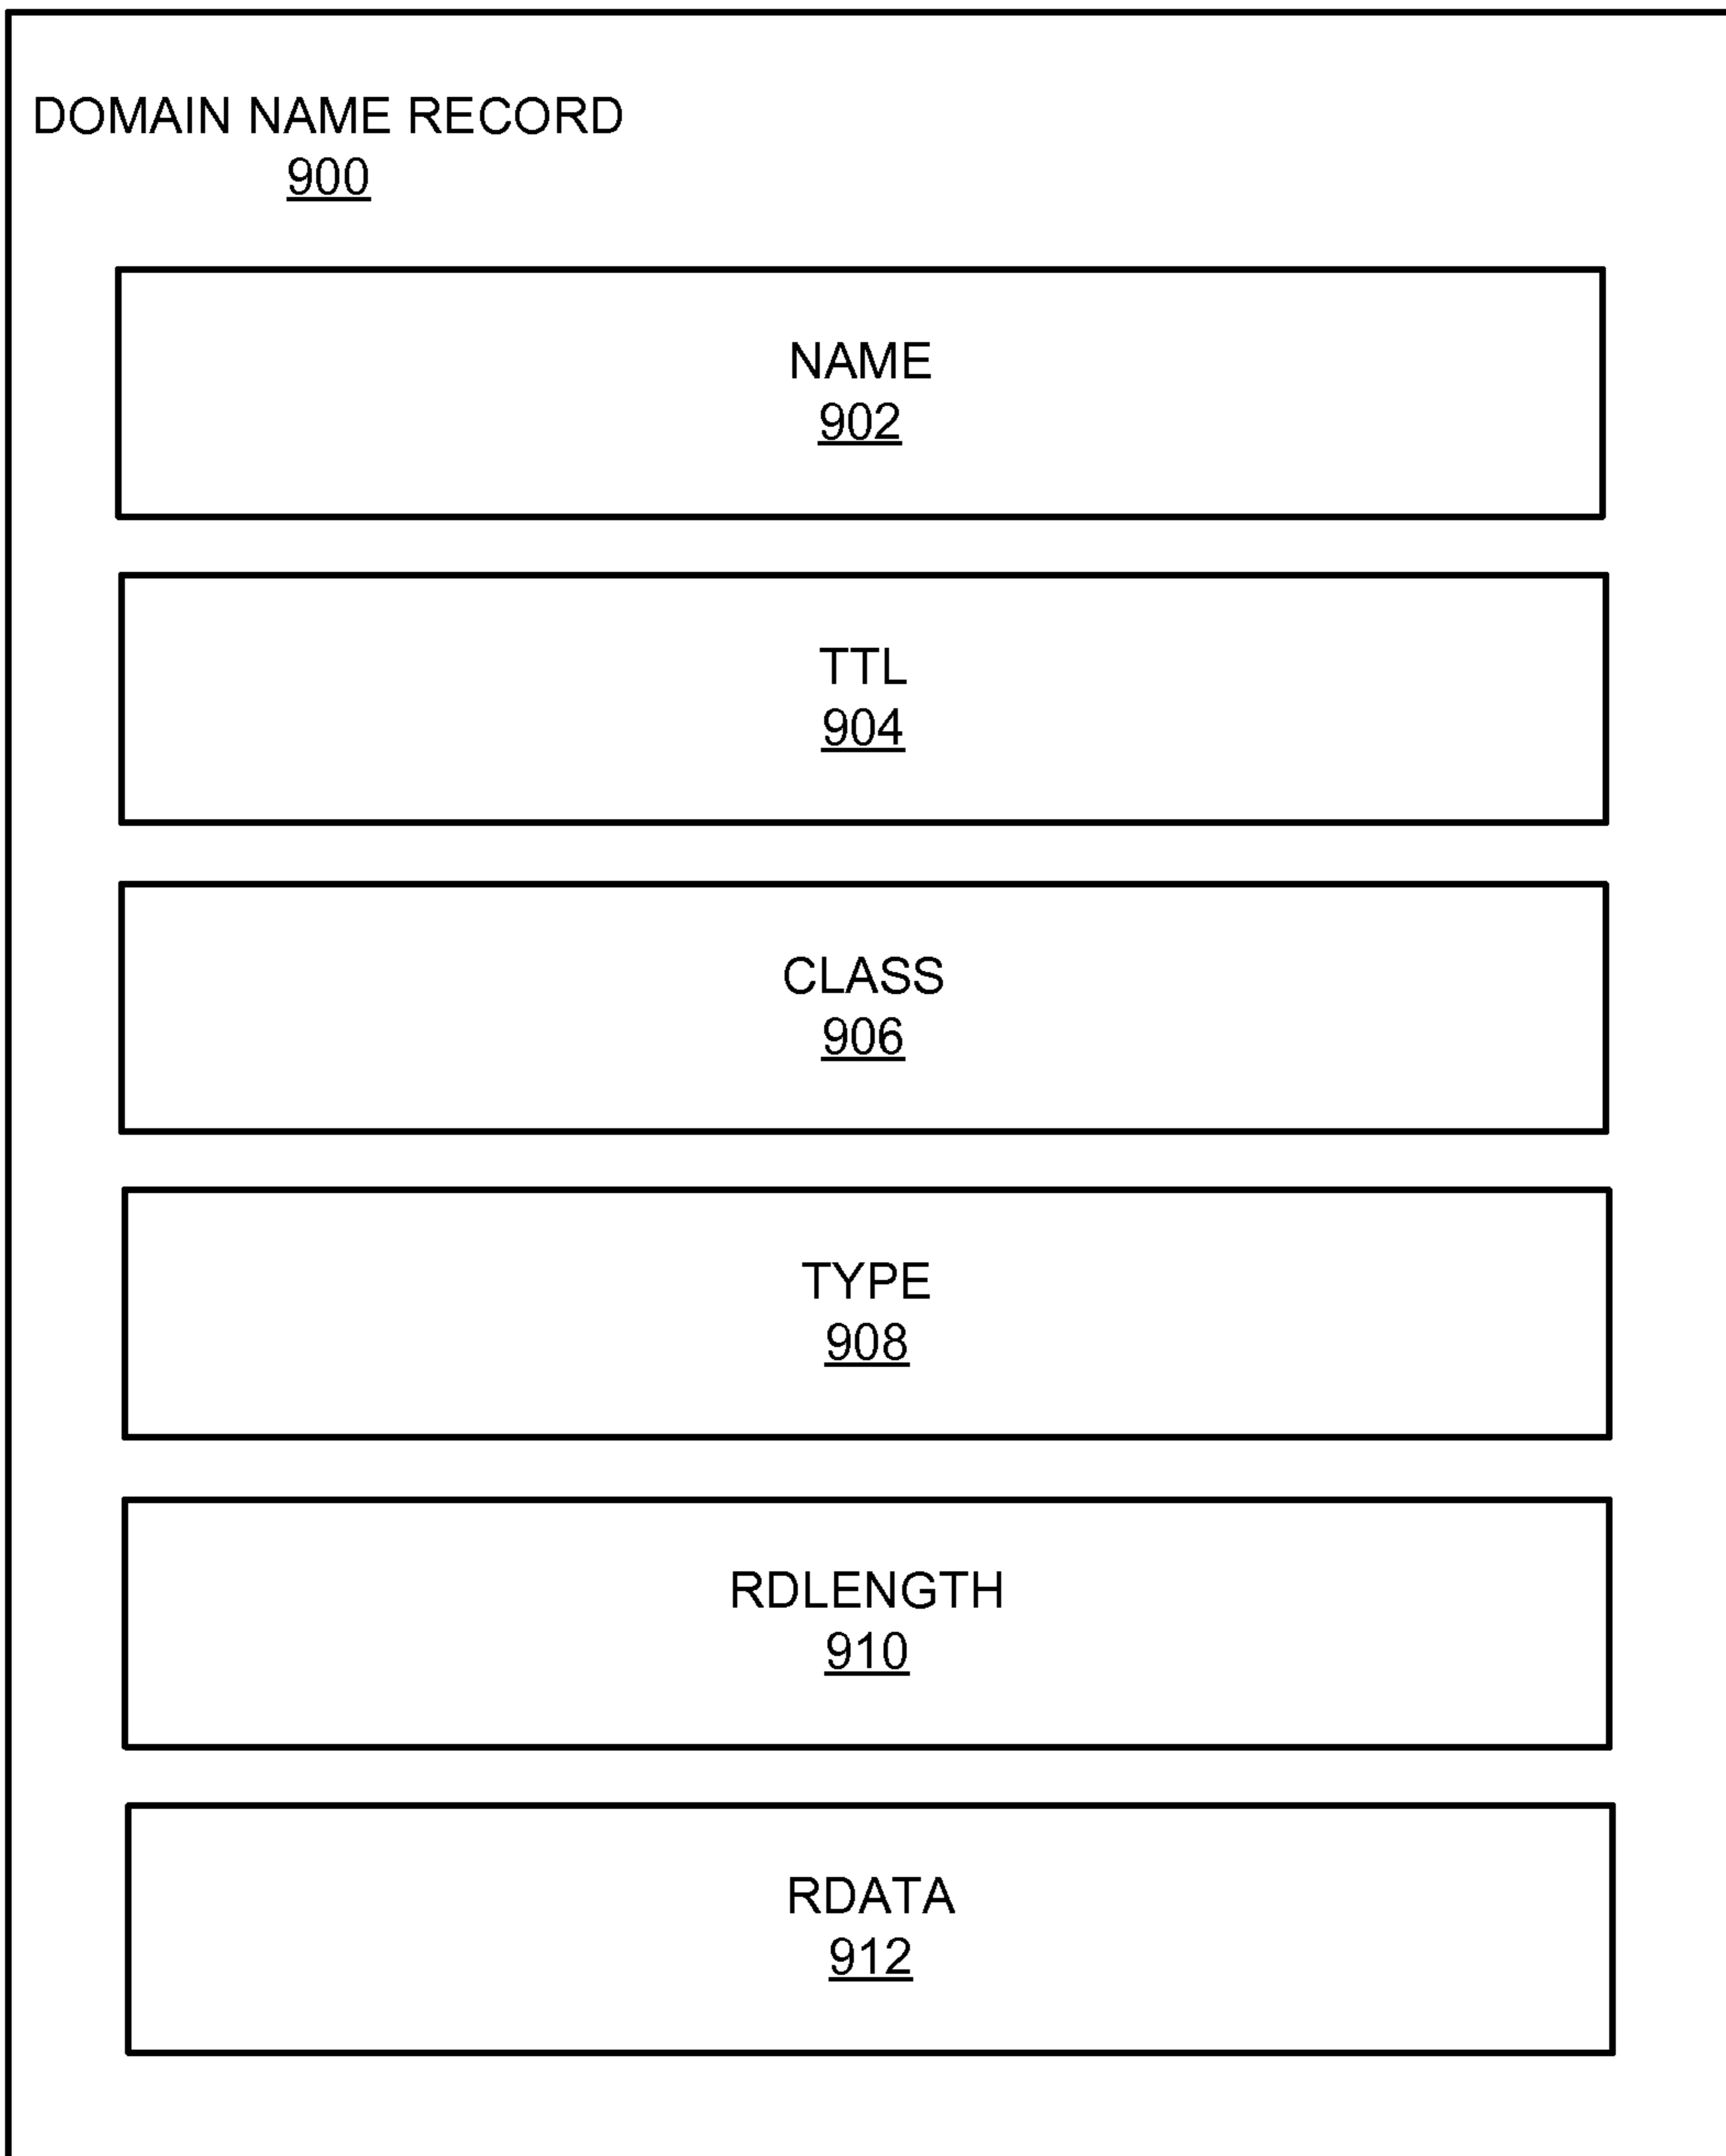 DOMAIN NAME RECORD
900
NAME
902
TTL
904
CLASS
906
TYPE
908
RDLENGTH
910
RDATA
912